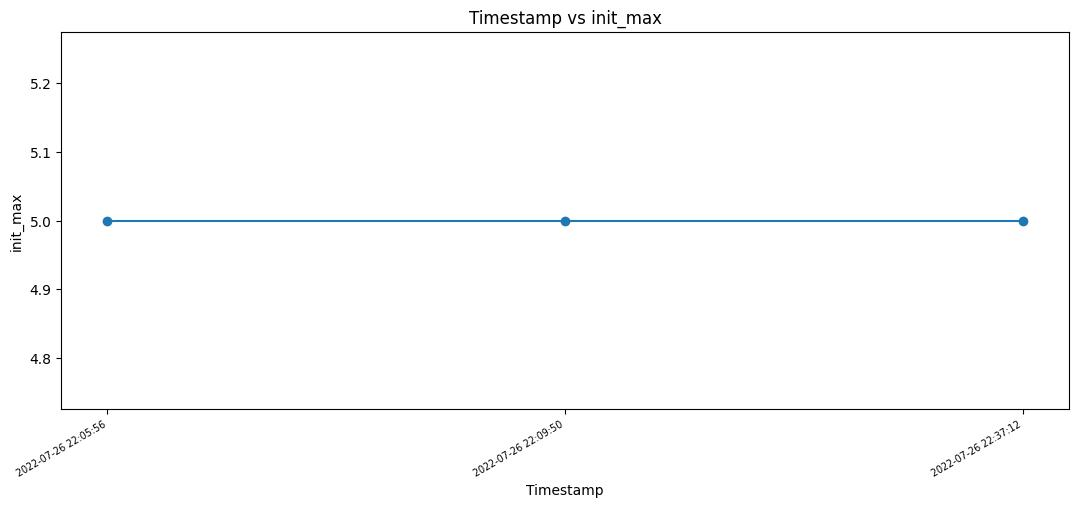 Timestamp vs init_max
5.2
5.1
5.0
4.9
4.8
init_max
2022-07-26 22:05:56
2022-07-26 22:09:50
2022-07-26 22:37:12
Timestamp